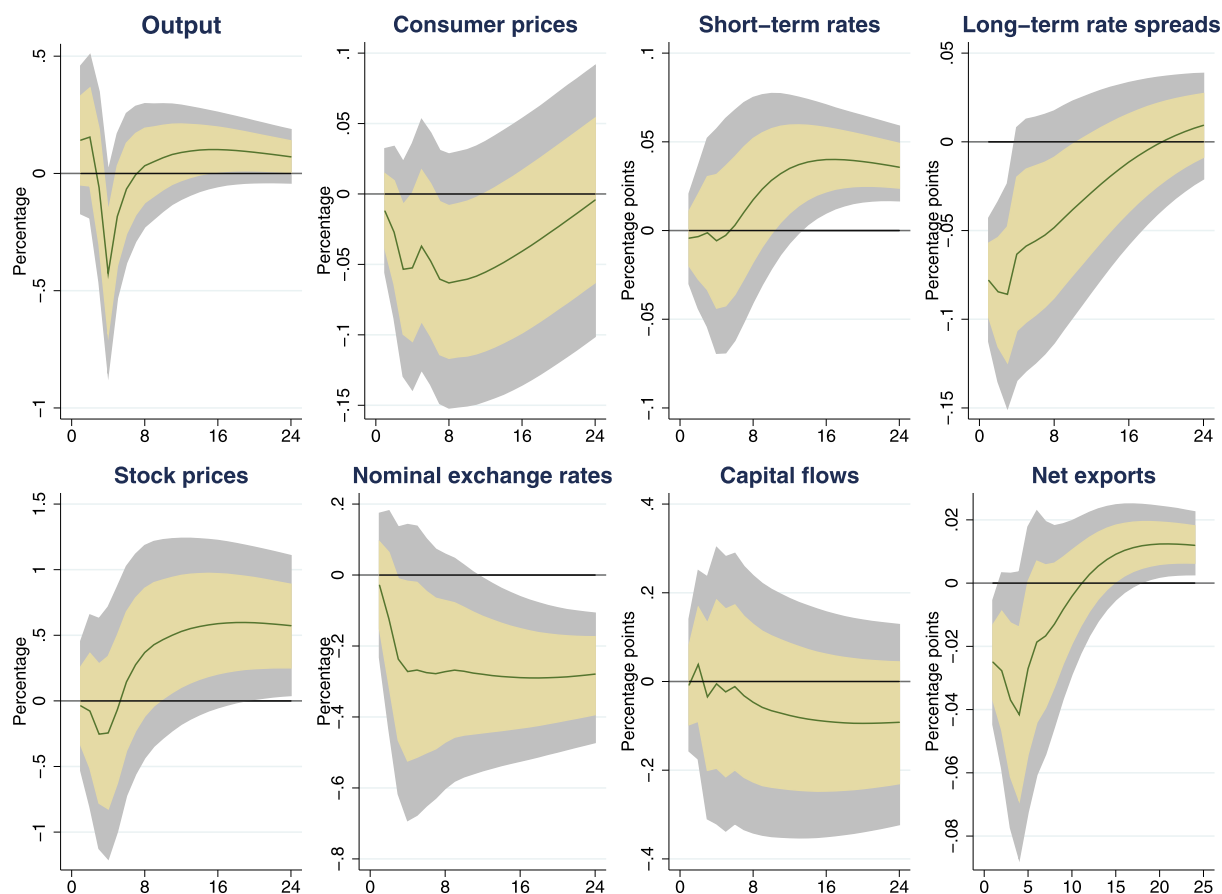 Output
Percentage
.5
0
−.5
−1
0 8 16 24
Consumer prices
Percentage
.1
.05
0
−.05
−.1
−.15
0 8 16 24
Short−term rates
Percentage points
.1
.05
0
−.05
−.1
0 8 16 24
Long−term rate spreads
Percentage points
.05
0
−.05
−.1
−.15
0 8 16 24
Stock prices
Percentage
1.5
1
.5
0
−.5
−1
0 8 16 24
Nominal exchange rates
Percentage
.2
0
−.2
−.4
−.6
−.8
0 8 16 24
Capital flows
Percentage points
.4
.2
0
−.2
−.4
0 8 16 24
Net exports
Percentage points
.02
0
−.02
−.04
−.06
−.08
0 5 10 15 20 25